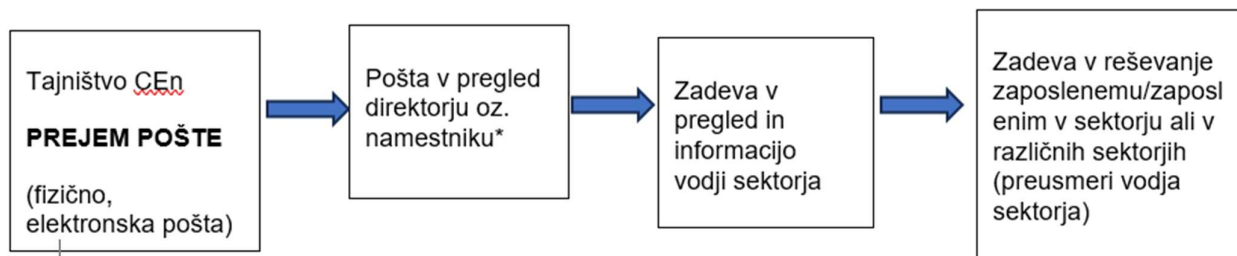 Tajništvo CEn
PREJEM POŠTE
(fizično,
elektronska pošta)
Pošta v pregled
direktorju oz.
namestniku*
Zadeva v
pregled in
informacijo
vodji sektorja
Zadeva v reševanje
zaposlenemu/zaposl
enim v sektorju ali v
različnih sektorjih
(preusmeri vodja
sektorja)